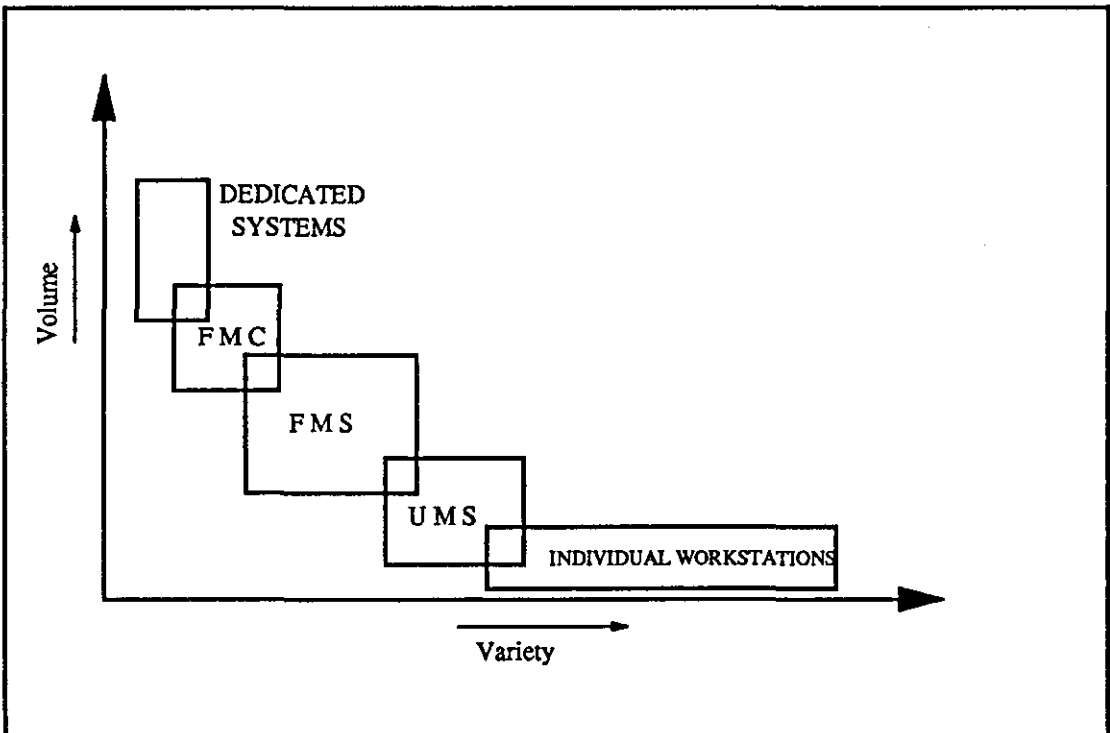 DEDICATED
SYSTEMS
Volume
F M C
F M S
U M S
INDIVIDUAL WORKSTATIONS
Variety